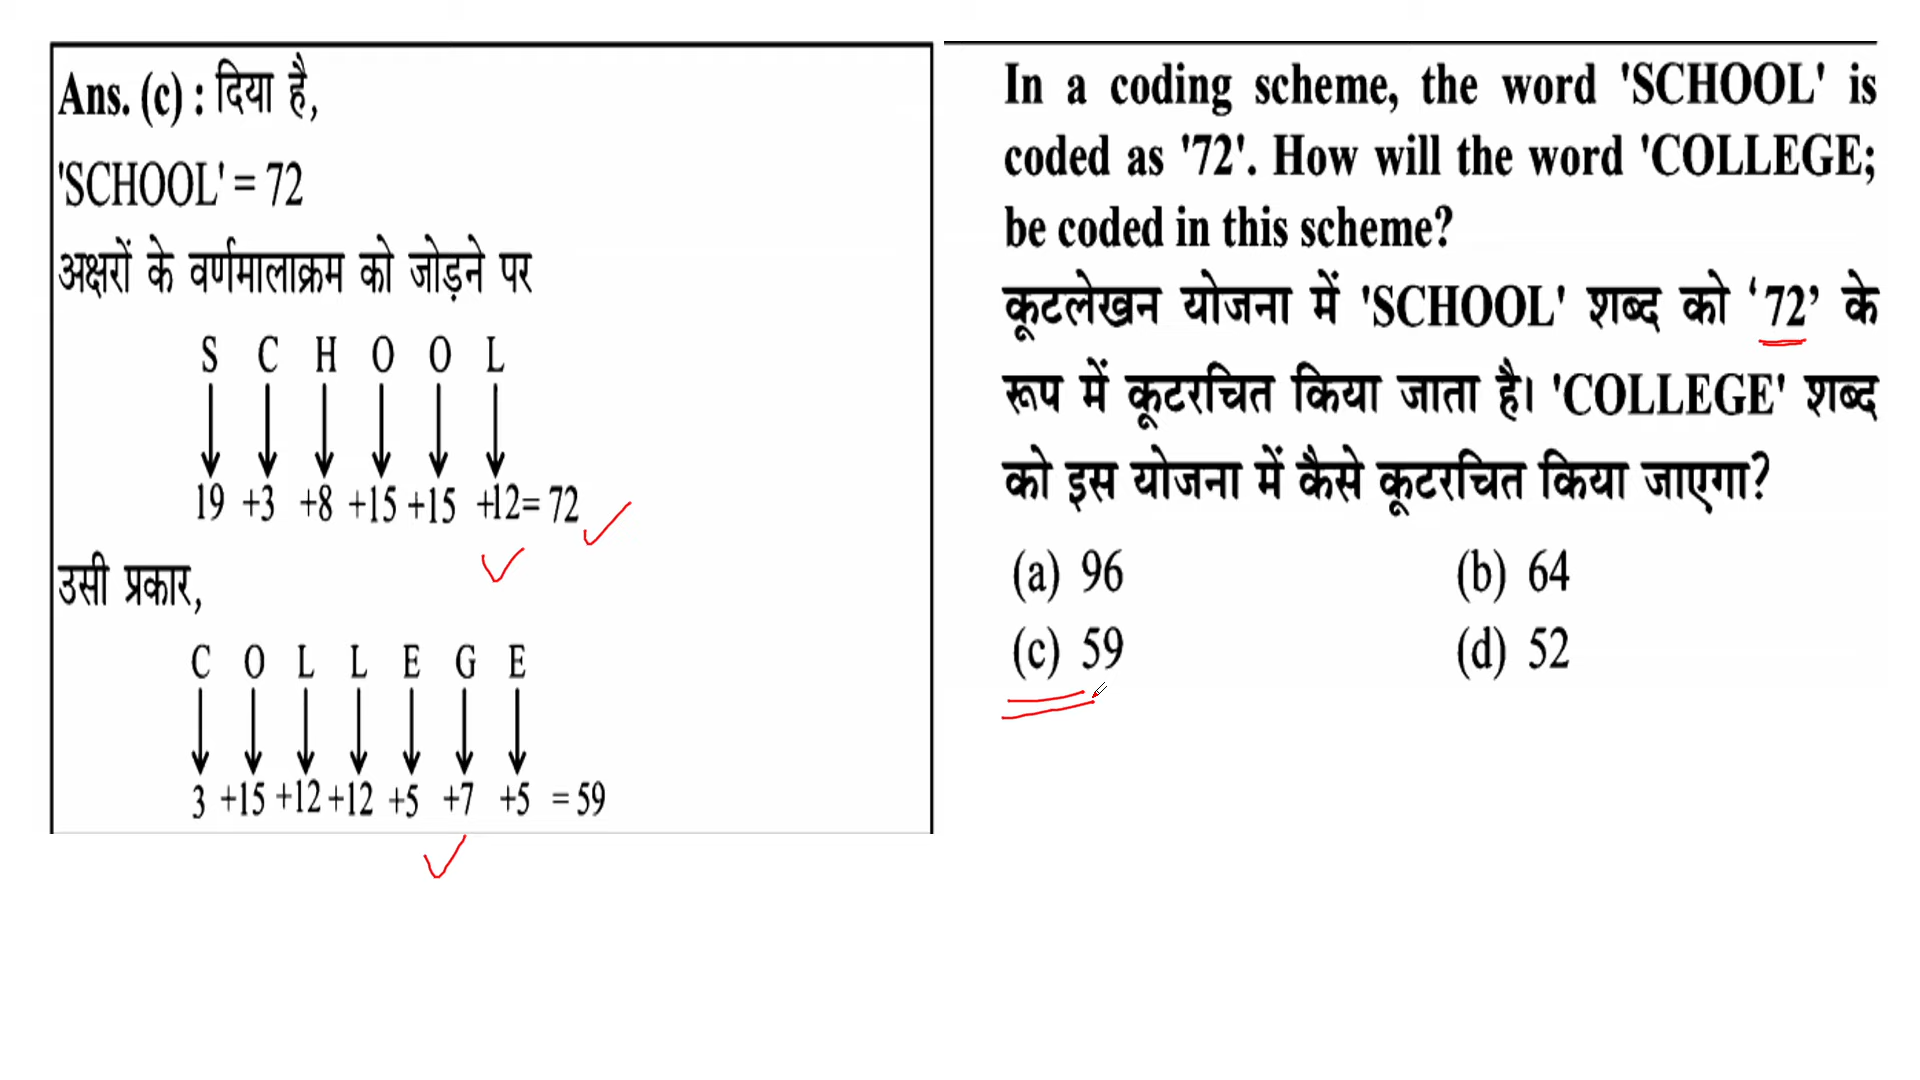 Ans. (c) : दिया है,
'SCHOOL' = 72
अक्षरों के वर्णमालाक्रम को जोड़ने पर
S C H O O L
19 +3 +8 +15 +15 +12= 72
उसी प्रकार,
C O L L E G E
3 +15 +12 +12 +5 +7 +5 = 59
In a coding scheme, the word 'SCHOOL' is
coded as '72'. How will the word 'COLLEGE;
be coded in this scheme?
कूटलेखन योजना में 'SCHOOL' शब्द को ‘72’ के
रूप में कूटरचित किया जाता है। 'COLLEGE' शब्द
को इस योजना में कैसे कूटरचित किया जाएगा?
(a) 96 (b) 64
(c) 59 (d) 52